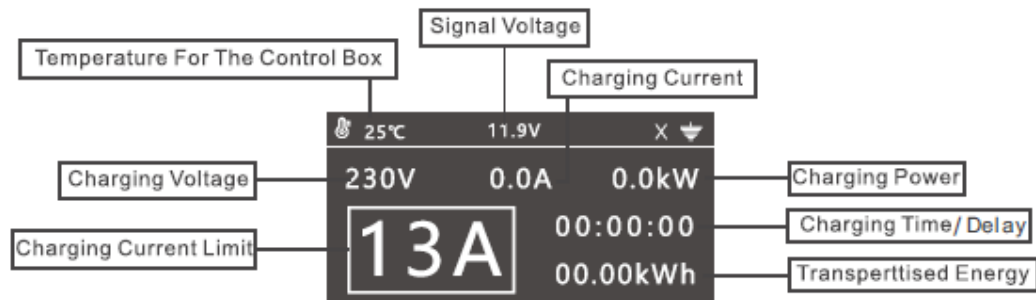 Signal Voltage
Temperature For The Control Box
Charging Current
25℃ 11.9V X
Charging Voltage
230V 0.0A 0.0kW
Charging Power
Charging Current Limit
13A
00:00:00
Charging Time/ Delay
00.00kWh
Transperttised Energy